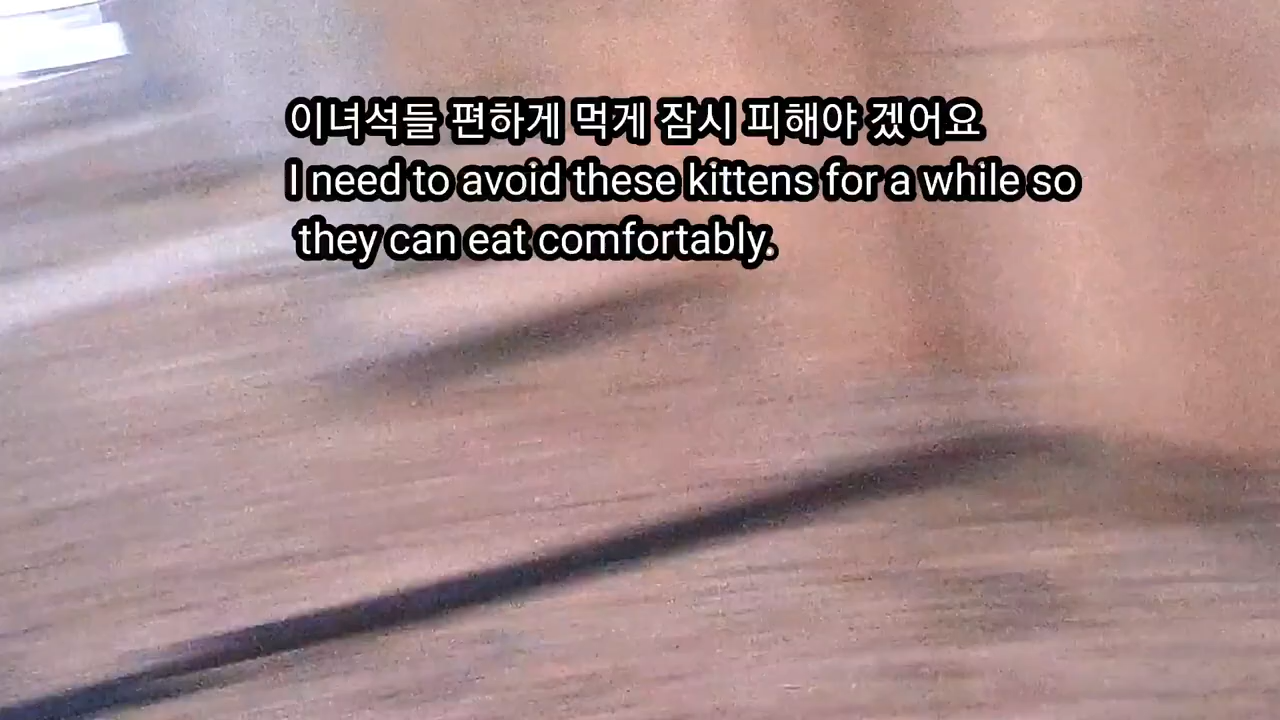 이녀석들 편하게 먹게 잠시 피해야 겠어요
I need to avoid these kittens for a while so
they can eat comfortably.